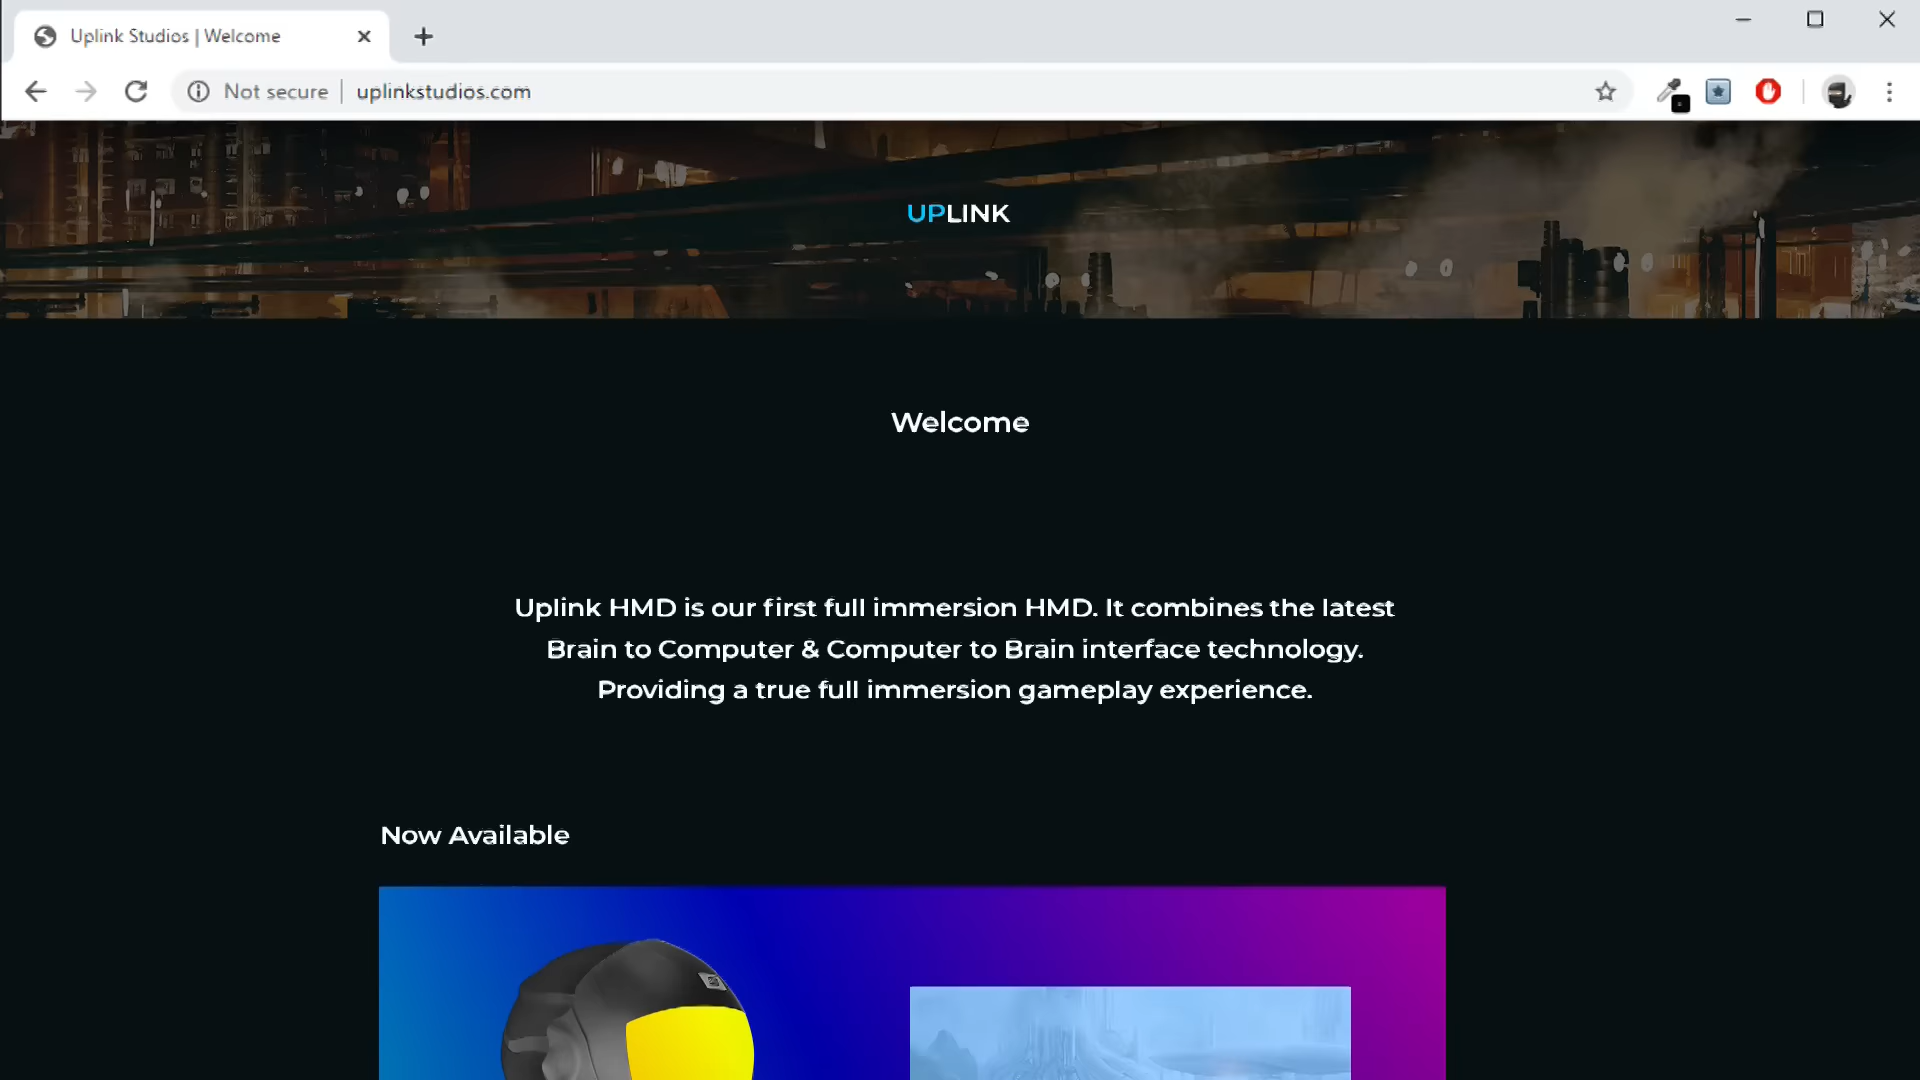 Uplink Studios | Welcome
Not secure | uplinkstudios.com
UPLINK
Welcome
Uplink HMD is our first full immersion HMD. It combines the latest
Brain to Computer & Computer to Brain interface technology.
Providing a true full immersion gameplay experience.
Now Available